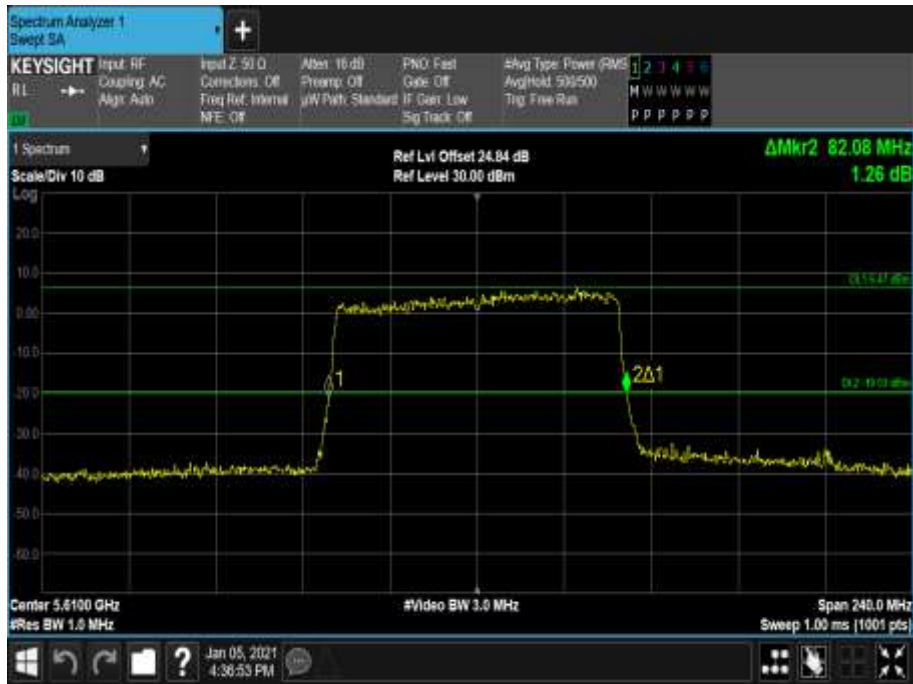 Spectrum Analyzer 1
Swept SA
+
KEYSIGHT
RL
Input: RF
Coupling: AC
Align: Auto
Input Z: 50 Ω
Corrections: Off
Freq Ref: Internal
NFE: Off
Atten: 16 dB
Preamp: Off
µW Path: Standard
PNO: Fast
Gate: Off
IF Gain: Low
Sig Track: Off
#Avg Type: Power (RMS
Avg|Hold: 500/500
Trig: Free Run
1 2 3 4 5 6
M W W W W W
P P P P P P
1 Spectrum
Scale/Div 10 dB
Ref Lvl Offset 24.84 dB
Ref Level 30.00 dBm
ΔMkr2 82.08 MHz
1.26 dB
Log
20.0
10.0
0.00
-10.0
-20.0
-30.0
-40.0
-50.0
-60.0
1
2Δ1
Center 5.6100 GHz
#Res BW 1.0 MHz
#Video BW 3.0 MHz
Span 240.0 MHz
Sweep 1.00 ms (1001 pts)
?
Jan 05, 2021
4:36:53 PM